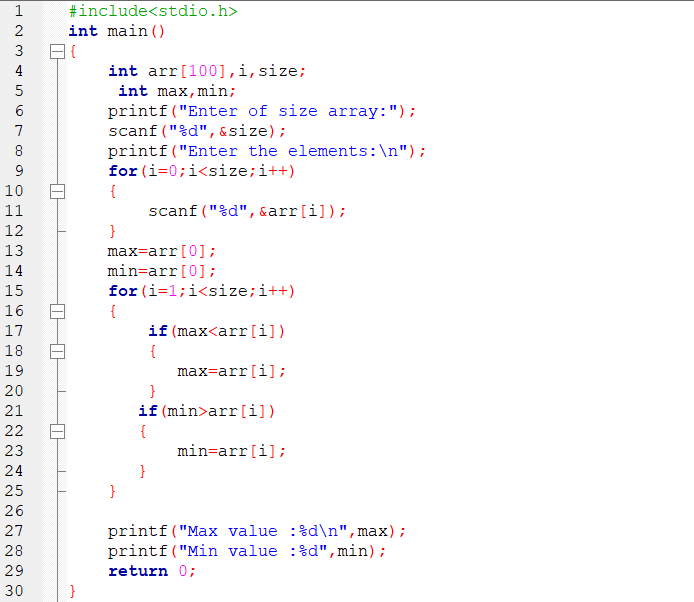 1 #include<stdio.h>
2 int main()
3 {
4     int arr[100],i,size;
5      int max,min;
6     printf("Enter of size array:");
7     scanf("%d",&size);
8     printf("Enter the elements:\n");
9     for(i=0;i<size;i++)
10     {
11         scanf("%d",&arr[i]);
12     }
13     max=arr[0];
14     min=arr[0];
15     for(i=1;i<size;i++)
16     {
17         if(max<arr[i])
18         {
19            max=arr[i];
20         }
21        if(min>arr[i])
22        {
23            min=arr[i];
24        }
25     }
26
27     printf("Max value :%d\n",max);
28     printf("Min value :%d",min);
29     return 0;
30 }